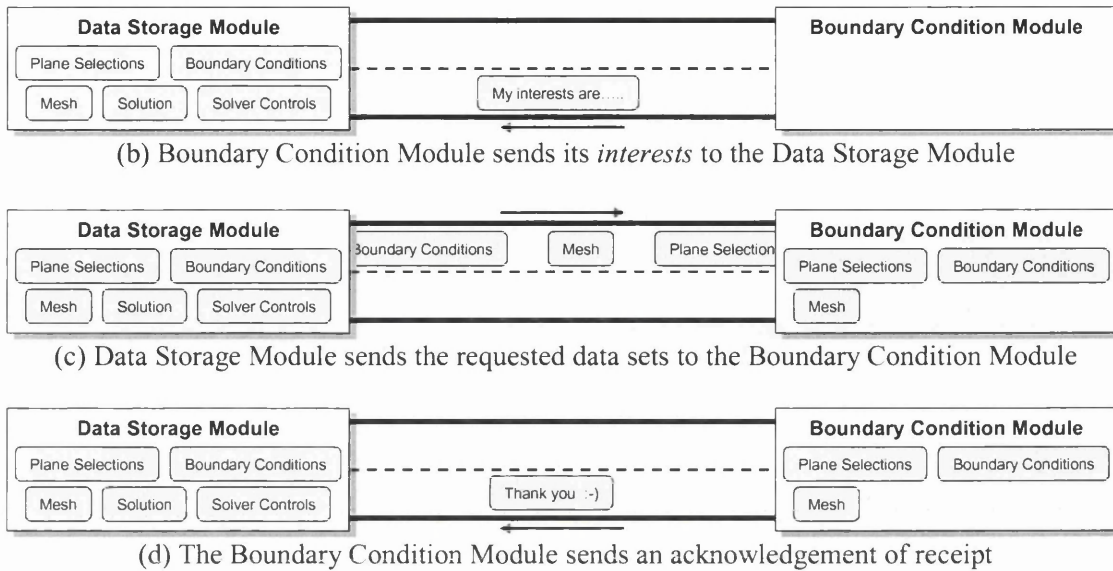 Data Storage Module
Boundary Condition Module
Plane Selections
Boundary Conditions
Mesh
Solution
Solver Controls
My interests are.....
(b) Boundary Condition Module sends its interests to the Data Storage Module
Data Storage Module
Boundary Condition Module
Boundary Conditions
Mesh
Plane Selection
Plane Selections
Boundary Conditions
Plane Selections
Boundary Conditions
Mesh
Solution
Solver Controls
Mesh
(c) Data Storage Module sends the requested data sets to the Boundary Condition Module
Data Storage Module
Boundary Condition Module
Plane Selections
Boundary Conditions
Plane Selections
Boundary Conditions
Mesh
Solution
Solver Controls
Thank you :-)
Mesh
(d) The Boundary Condition Module sends an acknowledgement of receipt